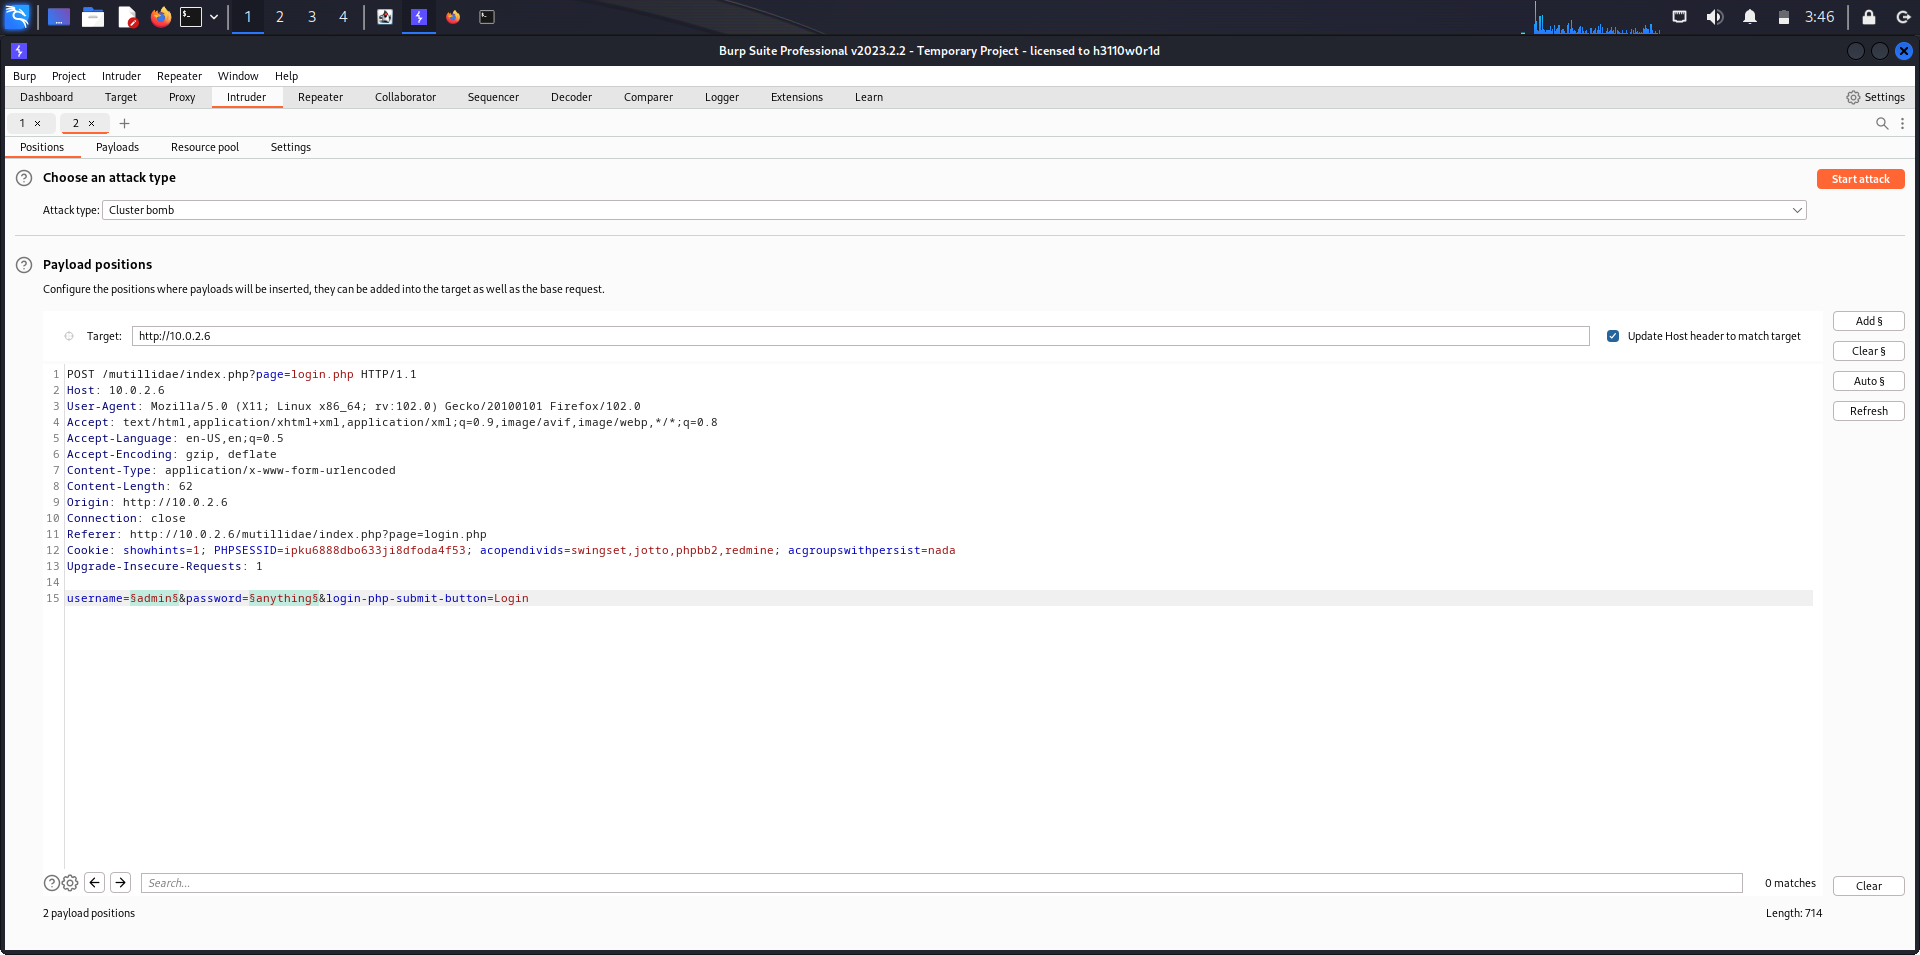 1 2 3 4 3:46
Burp Suite Professional v2023.2.2 - Temporary Project - licensed to h3110w0r1d
Burp Project Intruder Repeater Window Help
Dashboard Target Proxy Intruder Repeater Collaborator Sequencer Decoder Comparer Logger Extensions Learn Settings
1 × 2 × +
Positions Payloads Resource pool Settings
? Choose an attack type Start attack
Attack type: Cluster bomb
? Payload positions
Configure the positions where payloads will be inserted, they can be added into the target as well as the base request.
Target: http://10.0.2.6 Update Host header to match target
Add §
Clear §
Auto §
Refresh
1 POST /mutillidae/index.php?page=login.php HTTP/1.1
2 Host: 10.0.2.6
3 User-Agent: Mozilla/5.0 (X11; Linux x86_64; rv:102.0) Gecko/20100101 Firefox/102.0
4 Accept: text/html,application/xhtml+xml,application/xml;q=0.9,image/avif,image/webp,*/*;q=0.8
5 Accept-Language: en-US,en;q=0.5
6 Accept-Encoding: gzip, deflate
7 Content-Type: application/x-www-form-urlencoded
8 Content-Length: 62
9 Origin: http://10.0.2.6
10 Connection: close
11 Referer: http://10.0.2.6/mutillidae/index.php?page=login.php
12 Cookie: showhints=1; PHPSESSID=ipku6888dbo633ji8dfoda4f53; acopendivids=swingset,jotto,phpbb2,redmine; acgroupswithpersist=nada
13 Upgrade-Insecure-Requests: 1
14
15 username=§admin§&password=§anything§&login-php-submit-button=Login
? Search... 0 matches Clear
2 payload positions Length: 714